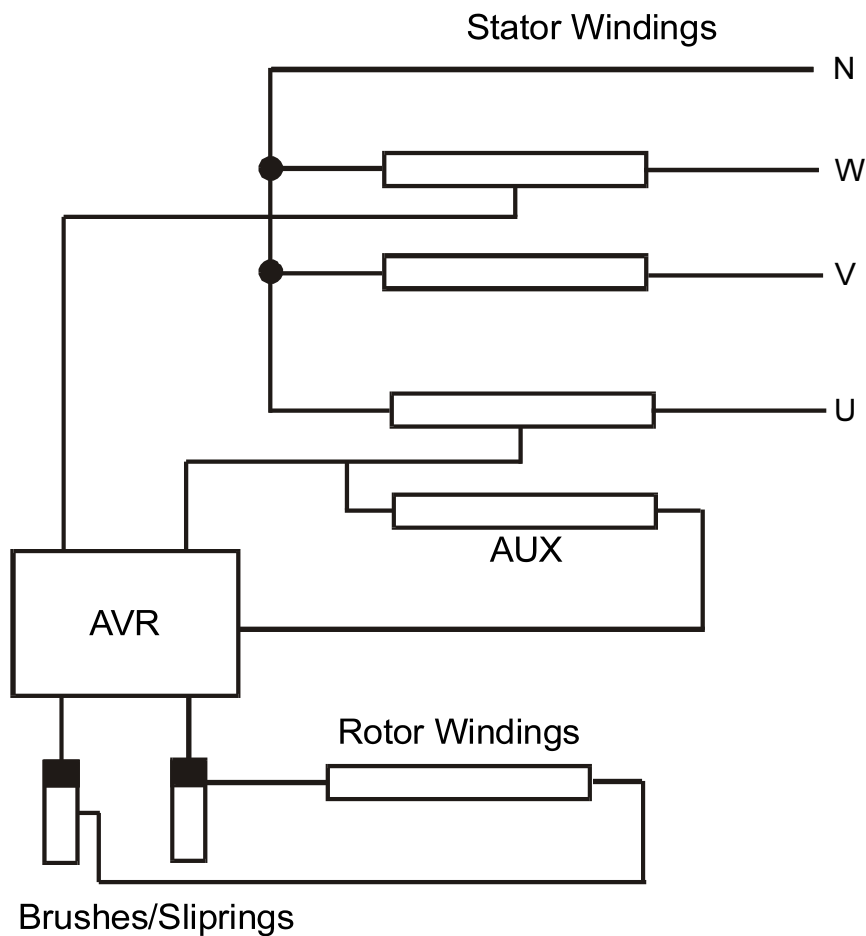 Stator Windings
N
W
V
U
AUX
AVR
Rotor Windings
Brushes/Sliprings